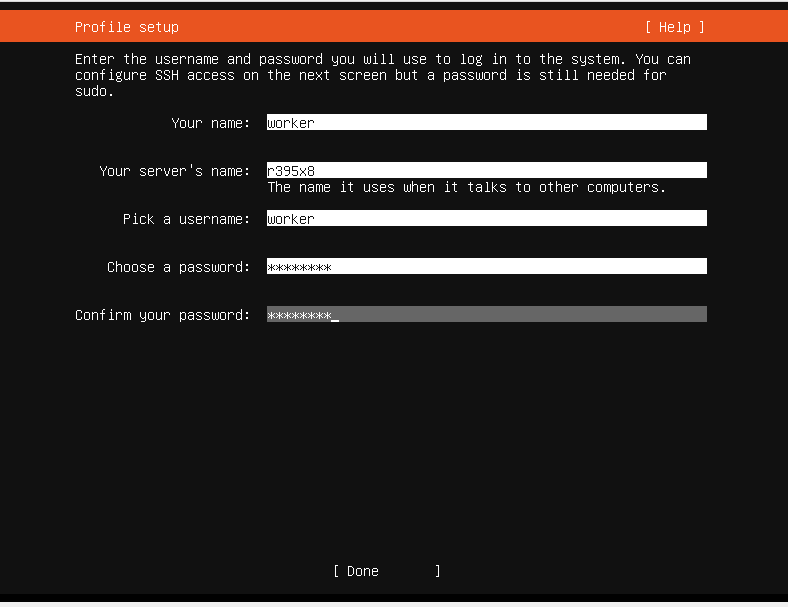 Profile setup [ Help ]
Enter the username and password you will use to log in to the system. You can
configure SSH access on the next screen but a password is still needed for
sudo.
Your name: worker
Your server's name: r395x8
The name it uses when it talks to other computers.
Pick a username: worker
Choose a password: ********
Confirm your password: ********_
[ Done ]